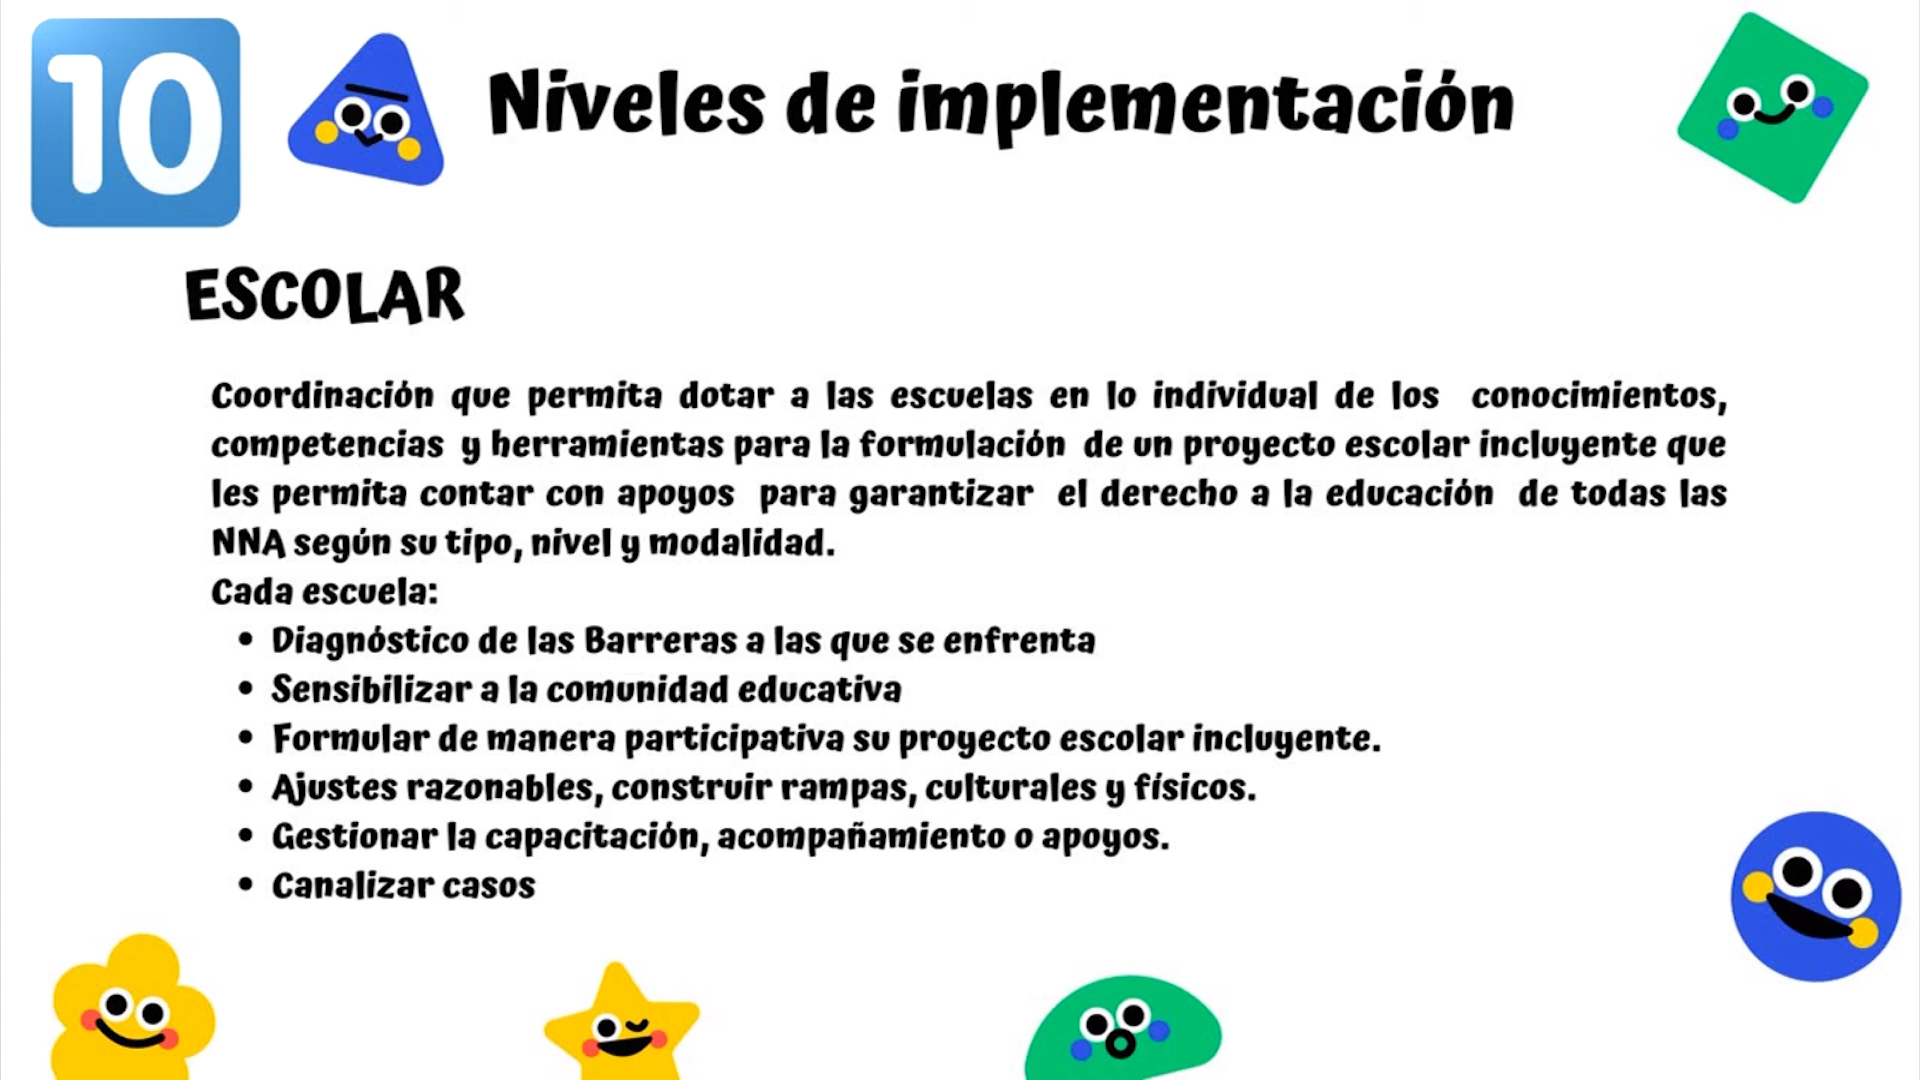 10
Niveles de implementación
ESCOLAR
Coordinación que permita dotar a las escuelas en lo individual de los conocimientos,
competencias y herramientas para la formulación de un proyecto escolar incluyente que
les permita contar con apoyos para garantizar el derecho a la educación de todas las
NNA según su tipo, nivel y modalidad.
Cada escuela:
• Diagnóstico de las Barreras a las que se enfrenta
• Sensibilizar a la comunidad educativa
• Formular de manera participativa su proyecto escolar incluyente.
• Ajustes razonables, construir rampas, culturales y físicos.
• Gestionar la capacitación, acompañamiento o apoyos.
• Canalizar casos